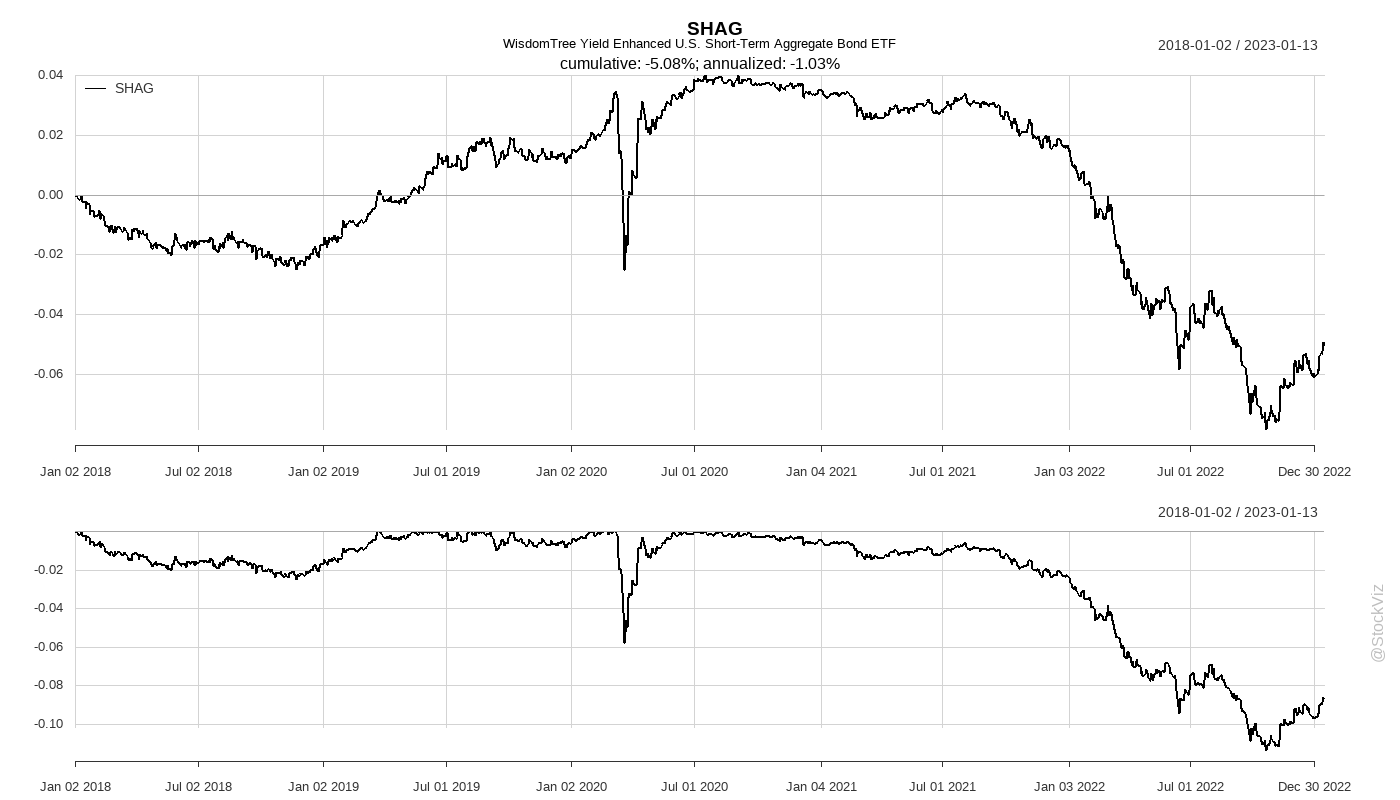 SHAG
WisdomTree Yield Enhanced U.S. Short-Term Aggregate Bond ETF
2018-01-02 / 2023-01-13
cumulative: -5.08%; annualized: -1.03%
SHAG
0.04
0.02
0.00
-0.02
-0.04
-0.06
Jan 02 2018 Jul 02 2018 Jan 02 2019 Jul 01 2019 Jan 02 2020 Jul 01 2020 Jan 04 2021 Jul 01 2021 Jan 03 2022 Jul 01 2022 Dec 30 2022
2018-01-02 / 2023-01-13
-0.02
-0.04
-0.06
-0.08
-0.10
Jan 02 2018 Jul 02 2018 Jan 02 2019 Jul 01 2019 Jan 02 2020 Jul 01 2020 Jan 04 2021 Jul 01 2021 Jan 03 2022 Jul 01 2022 Dec 30 2022
@StockViz